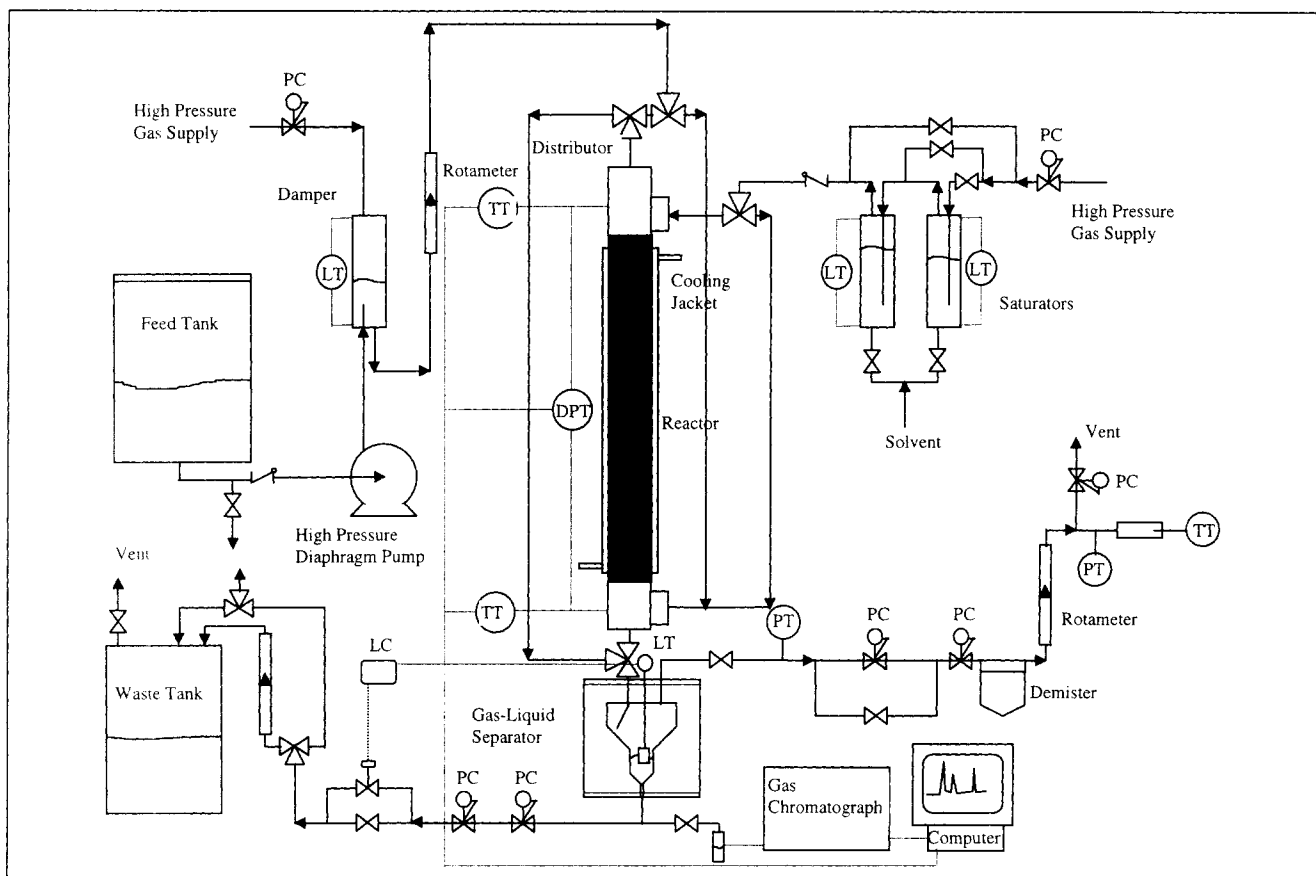 PC
High Pressure
Gas Supply
Distributor
Rotameter
Damper
TT
PC
High Pressure
Gas Supply
LT
LT
LT
Saturators
Cooling
Jacket
Feed Tank
DPT
Reactor
Solvent
Vent
PC
High Pressure
Diaphragm Pump
TT
PT
Vent
TT
LT
PT
PC
PC
Rotameter
LC
Waste Tank
Gas-Liquid
Separator
Demister
PC
PC
Gas
Chromatograph
Computer